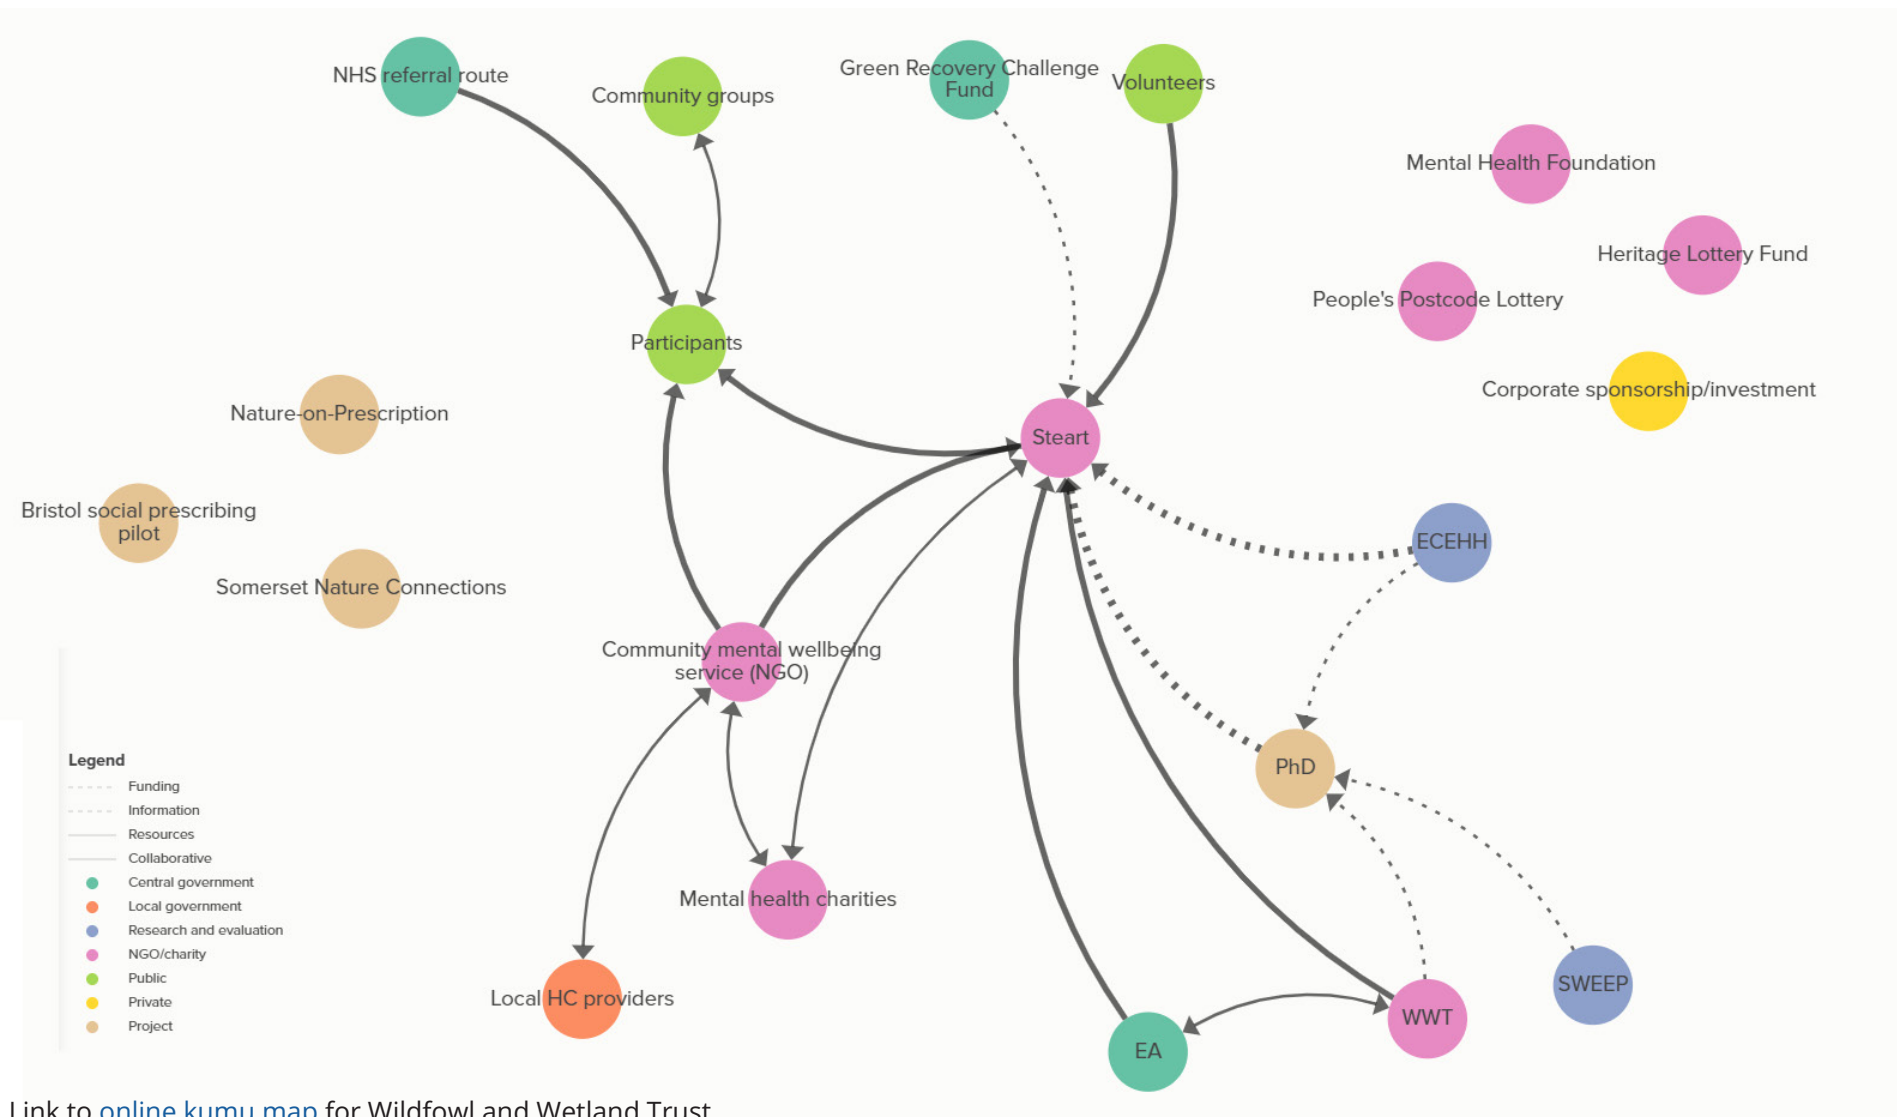 NHS referral route
Community groups
Green Recovery Challenge
Fund
Volunteers
Mental Health Foundation
Heritage Lottery Fund
People's Postcode Lottery
Participants
Corporate sponsorship/investment
Nature-on-Prescription
Steart
Bristol social prescribing
pilot
ECEHH
Somerset Nature Connections
Community mental wellbeing
service (NGO)
PhD
Mental health charities
Local HC providers
SWEEP
WWT
EA
Legend
Funding
Information
Resources
Collaborative
Central government
Local government
Research and evaluation
NGO/charity
Public
Private
Project
Link to online kumu map for Wildfowl and Wetland Trust